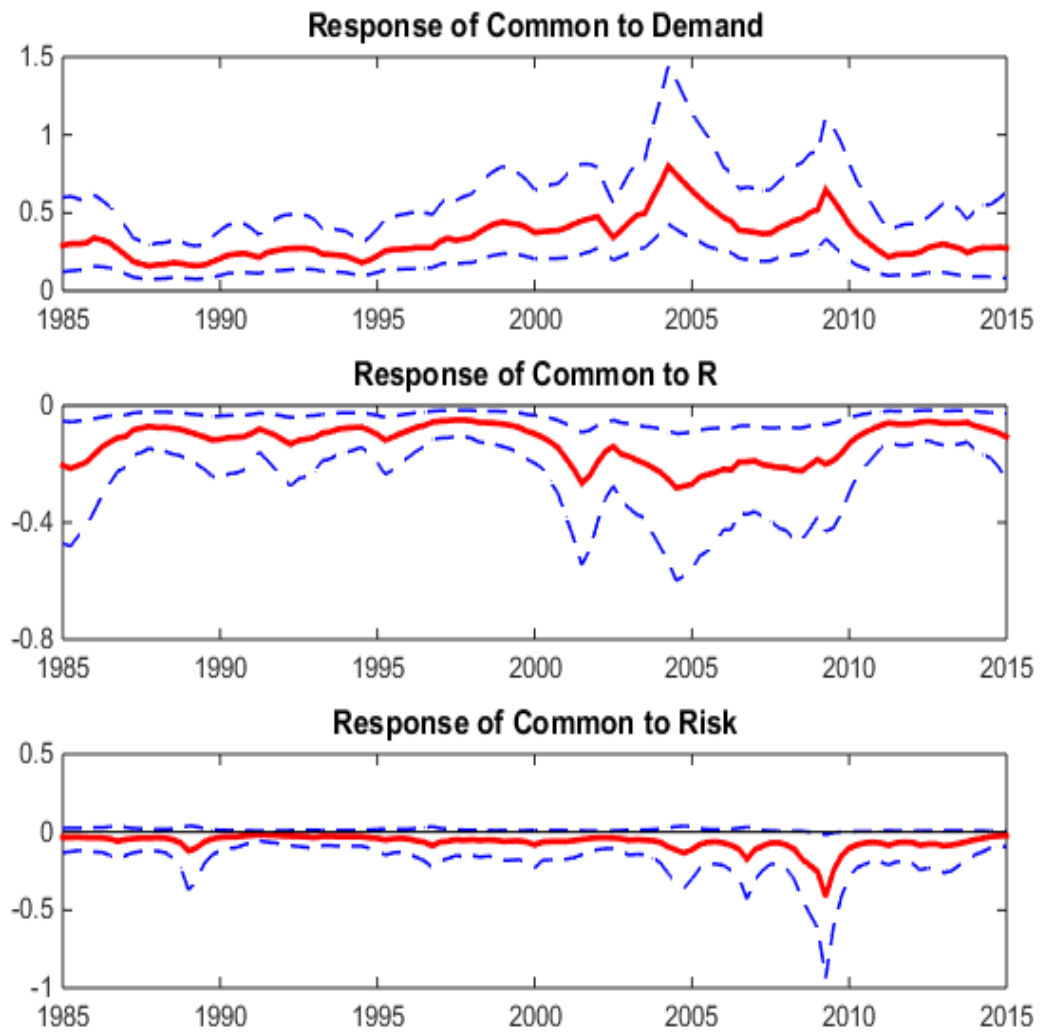 Response of Common to Demand
1.5
1
0.5
0
1985 1990 1995 2000 2005 2010 2015
Response of Common to R
0
-0.4
-0.8
1985 1990 1995 2000 2005 2010 2015
Response of Common to Risk
0.5
0
-0.5
-1
1985 1990 1995 2000 2005 2010 2015